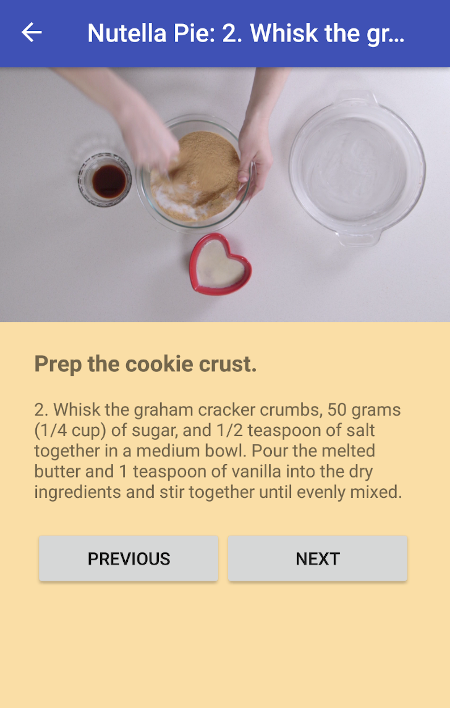 Nutella Pie: 2. Whisk the gr...
Prep the cookie crust.
2. Whisk the graham cracker crumbs, 50 grams
(1/4 cup) of sugar, and 1/2 teaspoon of salt
together in a medium bowl. Pour the melted
butter and 1 teaspoon of vanilla into the dry
ingredients and stir together until evenly mixed.
PREVIOUS
NEXT